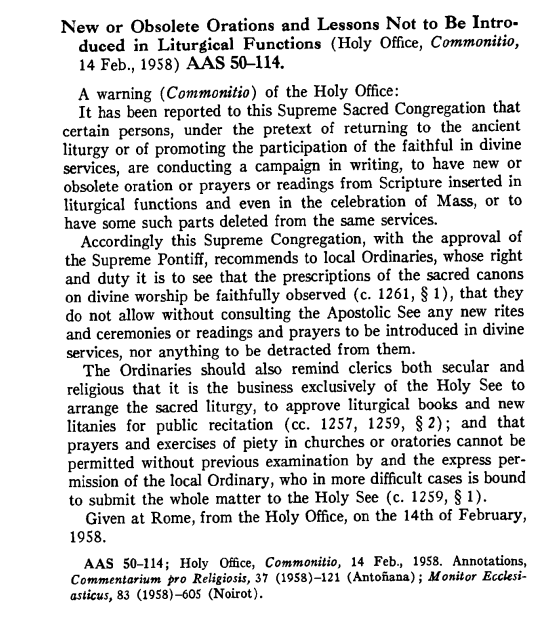 New or Obsolete Orations and Lessons Not to Be Intro-
duced in Liturgical Functions (Holy Office, Commonitio,
14 Feb., 1958) AAS 50–114.
A warning (Commonitio) of the Holy Office:
It has been reported to this Supreme Sacred Congregation that
certain persons, under the pretext of returning to the ancient
liturgy or of promoting the participation of the faithful in divine
services, are conducting a campaign in writing, to have new or
obsolete oration or prayers or readings from Scripture inserted in
liturgical functions and even in the celebration of Mass, or to
have some such parts deleted from the same services.
Accordingly this Supreme Congregation, with the approval of
the Supreme Pontiff, recommends to local Ordinaries, whose right
and duty it is to see that the prescriptions of the sacred canons
on divine worship be faithfully observed (c. 1261, § 1), that they
do not allow without consulting the Apostolic See any new rites
and ceremonies or readings and prayers to be introduced in divine
services, nor anything to be detracted from them.
The Ordinaries should also remind clerics both secular and
religious that it is the business exclusively of the Holy See to
arrange the sacred liturgy, to approve liturgical books and new
litanies for public recitation (cc. 1257, 1259, § 2); and that
prayers and exercises of piety in churches or oratories cannot be
permitted without previous examination by and the express per-
mission of the local Ordinary, who in more difficult cases is bound
to submit the whole matter to the Holy See (c. 1259, § 1).
Given at Rome, from the Holy Office, on the 14th of February,
1958.
AAS 50–114; Holy Office, Commonitio, 14 Feb., 1958. Annotations,
Commentarium pro Religiosis, 37 (1958)–121 (Antoñana); Monitor Ecclesi-
asticus, 83 (1958)–605 (Noirot).